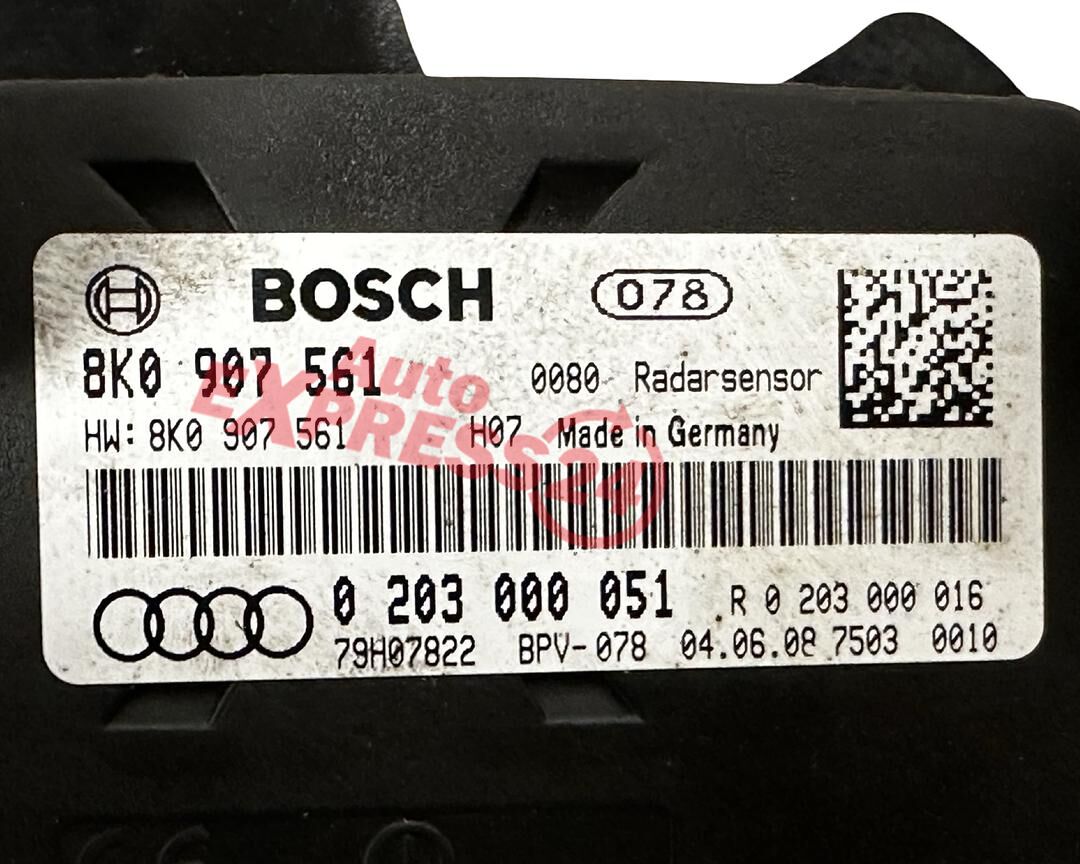 BOSCH 078
8K0 907 561 0080 Radarsensor
HW: 8K0 907 561 H07 Made in Germany
Auto
EXPRESS24
0 203 000 051 R 0 203 000 016
79H07822 BPV-078 04.06.08 7503 0010